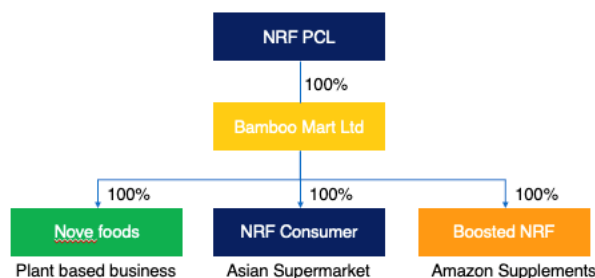 NRF PCL
100%
Bamboo Mart Ltd
100% 100% 100%
Nove foods NRF Consumer Boosted NRF
Plant based business Asian Supermarket Amazon Supplements